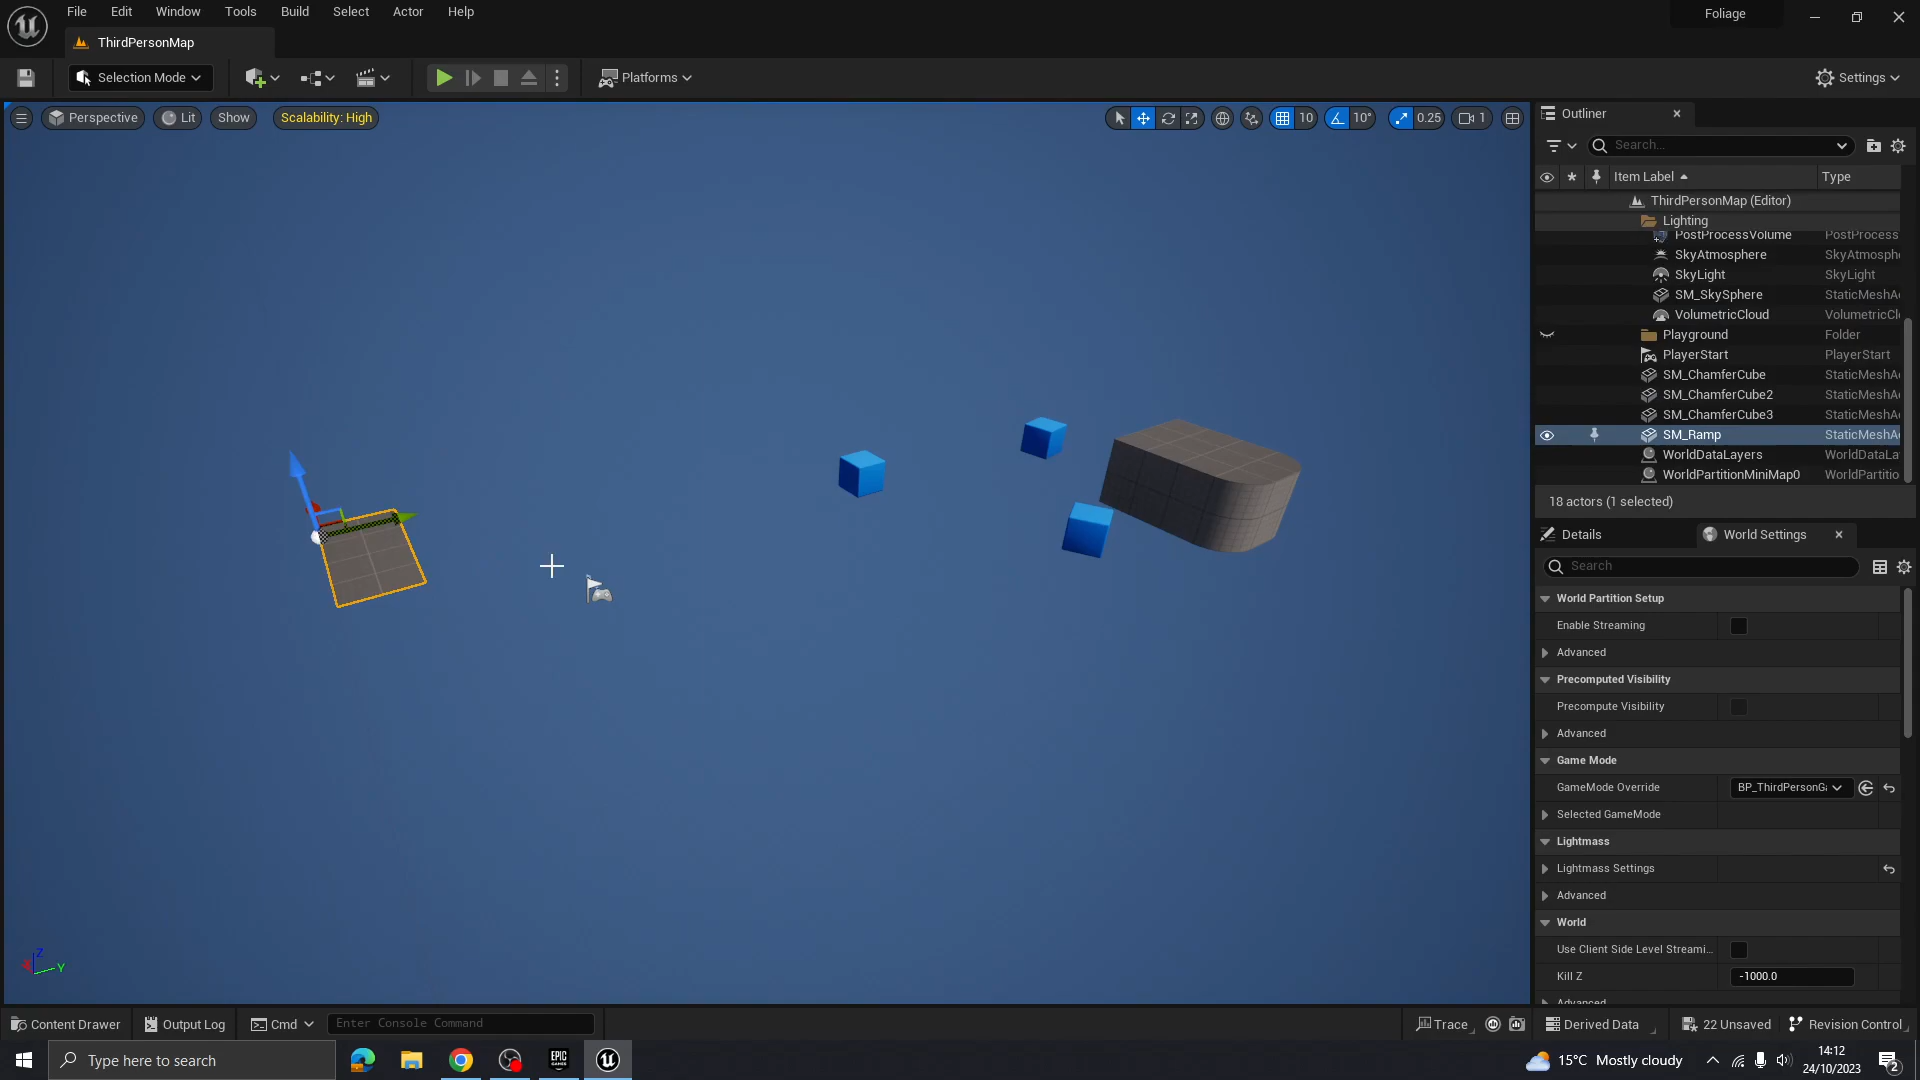 File Edit Window Tools Build Select Actor Help
Foliage
ThirdPersonMap
Selection Mode
Platforms
Settings
Perspective Lit Show Scalability: High
10 10° 0.25 1
Outliner
Search...
Item Label Type
ThirdPersonMap (Editor)
Lighting
PostProcessVolume PostProcess
SkyAtmosphere SkyAtmosph
SkyLight SkyLight
SM_SkySphere StaticMeshA
VolumetricCloud VolumetricCl
Playground Folder
PlayerStart PlayerStart
SM_ChamferCube StaticMeshA
SM_ChamferCube2 StaticMeshA
SM_ChamferCube3 StaticMeshA
SM_Ramp StaticMeshA
WorldDataLayers WorldDataLa
WorldPartitionMiniMap0 WorldPartitio
18 actors (1 selected)
Details World Settings
Search
World Partition Setup
Enable Streaming
Advanced
Precomputed Visibility
Precompute Visibility
Advanced
Game Mode
GameMode Override BP_ThirdPersonGa
Selected GameMode
Lightmass
Lightmass Settings
Advanced
World
Use Client Side Level Streami...
Kill Z -1000.0
Advanced
Z
Y
Content Drawer Output Log Cmd Enter Console Command
Trace Derived Data 22 Unsaved Revision Control
Type here to search
EPIC GAMES
15°C Mostly cloudy
14:12
24/10/2023
2